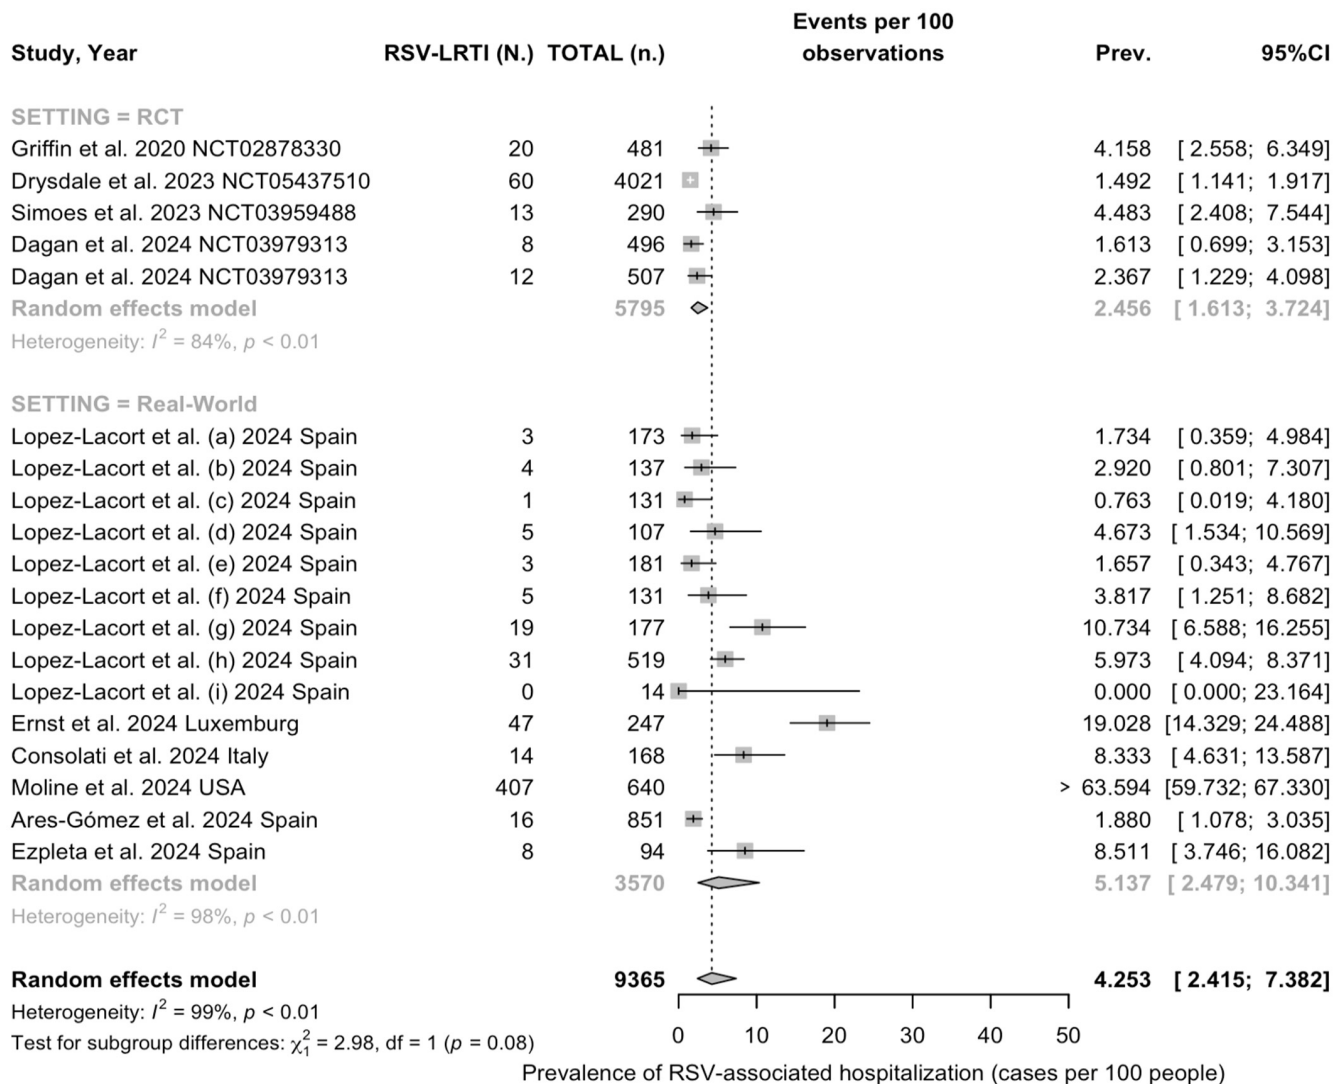 Events per 100
Study, Year RSV-LRTI (N.) TOTAL (n.) observations Prev. 95%CI
SETTING = RCT
Griffin et al. 2020 NCT02878330 20 481 4.158 [ 2.558; 6.349]
Drysdale et al. 2023 NCT05437510 60 4021 1.492 [ 1.141; 1.917]
Simoes et al. 2023 NCT03959488 13 290 4.483 [ 2.408; 7.544]
Dagan et al. 2024 NCT03979313 8 496 1.613 [ 0.699; 3.153]
Dagan et al. 2024 NCT03979313 12 507 2.367 [ 1.229; 4.098]
Random effects model 5795 2.456 [ 1.613; 3.724]
Heterogeneity: I² = 84%, p < 0.01
SETTING = Real-World
Lopez-Lacort et al. (a) 2024 Spain 3 173 1.734 [ 0.359; 4.984]
Lopez-Lacort et al. (b) 2024 Spain 4 137 2.920 [ 0.801; 7.307]
Lopez-Lacort et al. (c) 2024 Spain 1 131 0.763 [ 0.019; 4.180]
Lopez-Lacort et al. (d) 2024 Spain 5 107 4.673 [ 1.534; 10.569]
Lopez-Lacort et al. (e) 2024 Spain 3 181 1.657 [ 0.343; 4.767]
Lopez-Lacort et al. (f) 2024 Spain 5 131 3.817 [ 1.251; 8.682]
Lopez-Lacort et al. (g) 2024 Spain 19 177 10.734 [ 6.588; 16.255]
Lopez-Lacort et al. (h) 2024 Spain 31 519 5.973 [ 4.094; 8.371]
Lopez-Lacort et al. (i) 2024 Spain 0 14 0.000 [ 0.000; 23.164]
Ernst et al. 2024 Luxemburg 47 247 19.028 [14.329; 24.488]
Consolati et al. 2024 Italy 14 168 8.333 [ 4.631; 13.587]
Moline et al. 2024 USA 407 640 > 63.594 [59.732; 67.330]
Ares-Gómez et al. 2024 Spain 16 851 1.880 [ 1.078; 3.035]
Ezpleta et al. 2024 Spain 8 94 8.511 [ 3.746; 16.082]
Random effects model 3570 5.137 [ 2.479; 10.341]
Heterogeneity: I² = 98%, p < 0.01
Random effects model 9365 4.253 [ 2.415; 7.382]
Heterogeneity: I² = 99%, p < 0.01
Test for subgroup differences: χ²₁ = 2.98, df = 1 (p = 0.08)
0 10 20 30 40 50
Prevalence of RSV-associated hospitalization (cases per 100 people)